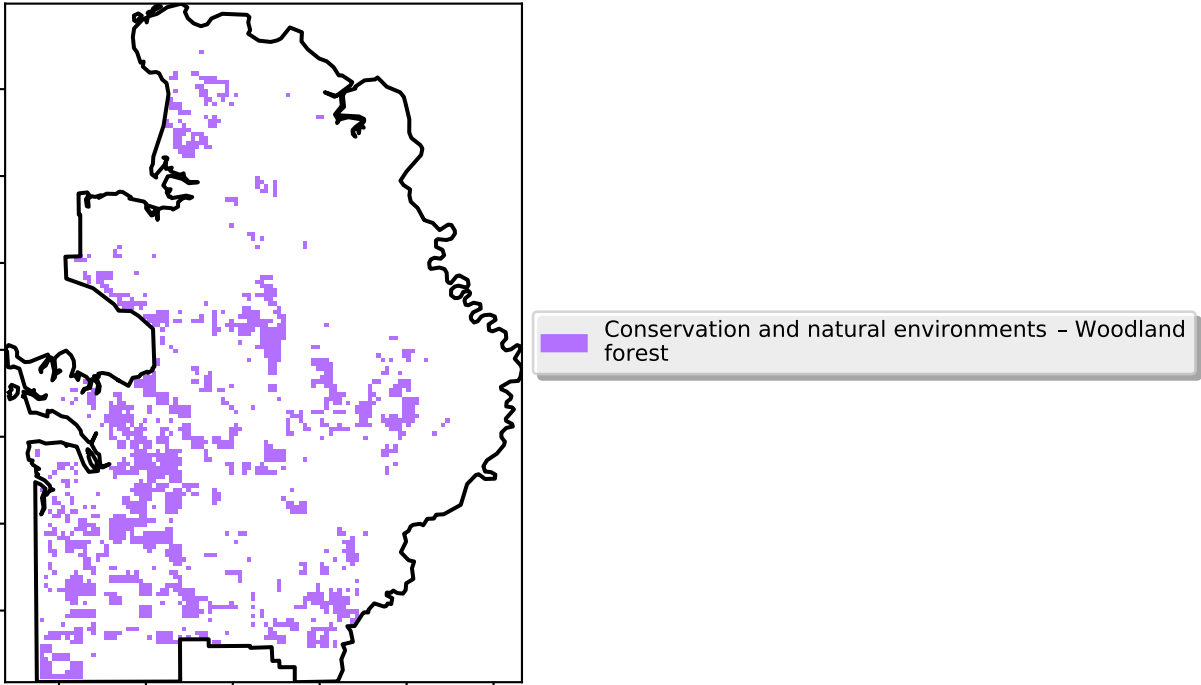 Conservation and natural environments – Woodland
forest